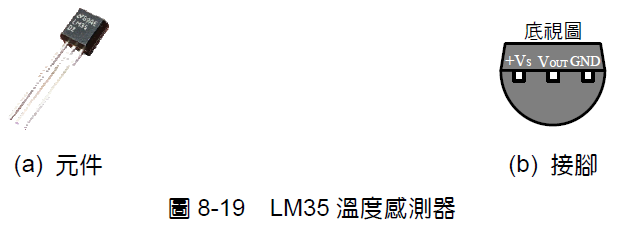 底視圖
+VS VOUT GND
LM35
(a) 元件
(b) 接腳
圖 8-19 LM35 溫度感測器